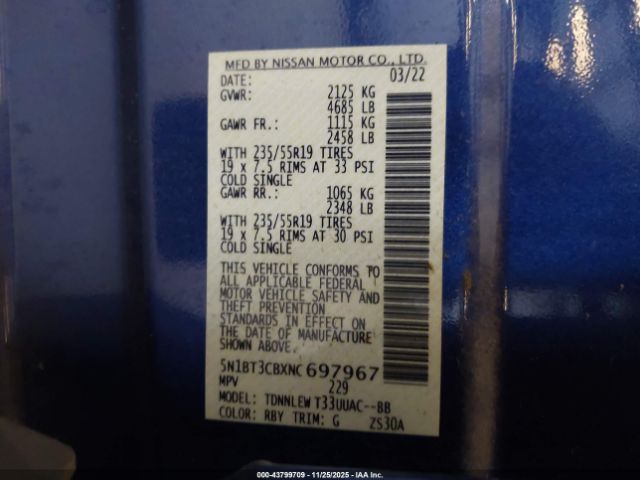 MFD BY NISSAN MOTOR CO., LTD.
DATE: 03/22
GVWR: 2125 KG
4685 LB
GAWR FR.: 1115 KG
2458 LB
WITH 235/55R19 TIRES
19 x 7.5 RIMS AT 33 PSI
COLD SINGLE
GAWR RR.: 1065 KG
2348 LB
WITH 235/55R19 TIRES
19 x 7.5 RIMS AT 30 PSI
COLD SINGLE
THIS VEHICLE CONFORMS TO
ALL APPLICABLE FEDERAL
MOTOR VEHICLE SAFETY AND
THEFT PREVENTION
STANDARDS IN EFFECT ON
THE DATE OF MANUFACTURE
SHOWN ABOVE.
5N1BT3CBXNC697967
MPV 229
MODEL: TDNNLEW T33UUAC--BB
COLOR: RBY TRIM: G ZS30A
000-43799709 - 11/25/2025 - IAAI.CA